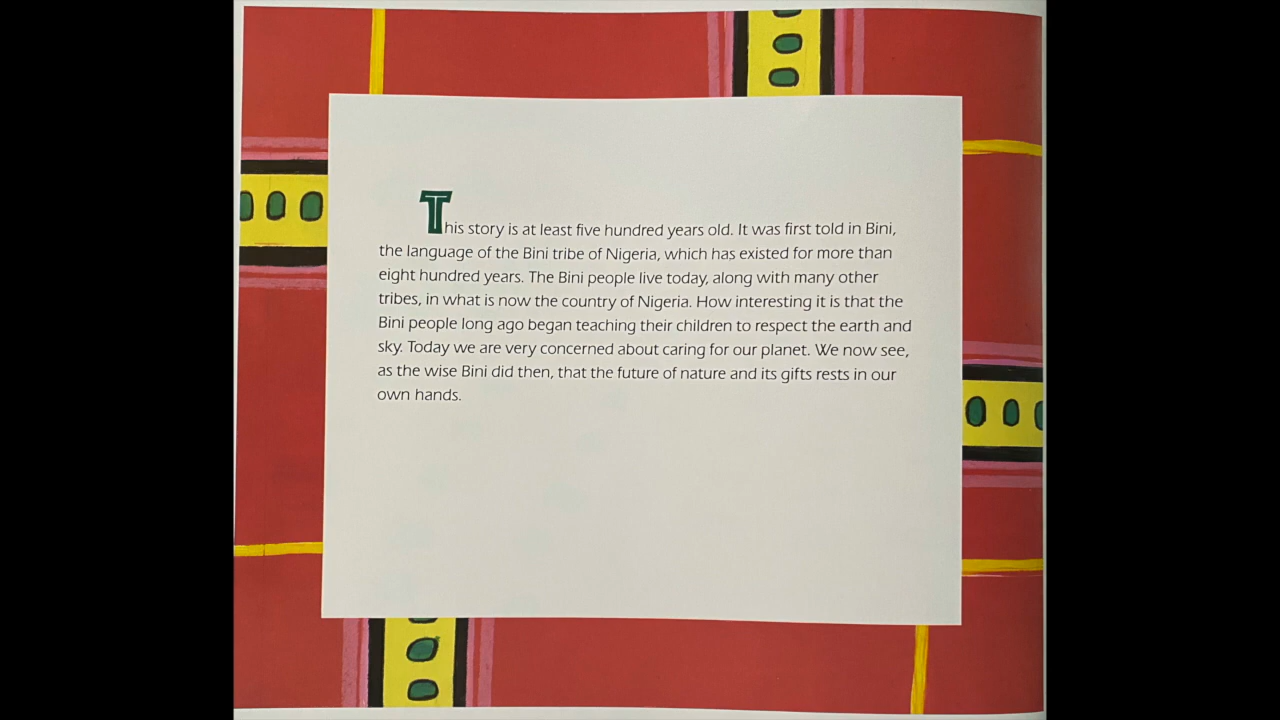 This story is at least five hundred years old. It was first told in Bini,
the language of the Bini tribe of Nigeria, which has existed for more than
eight hundred years. The Bini people live today, along with many other
tribes, in what is now the country of Nigeria. How interesting it is that the
Bini people long ago began teaching their children to respect the earth and
sky. Today we are very concerned about caring for our planet. We now see,
as the wise Bini did then, that the future of nature and its gifts rests in our
own hands.